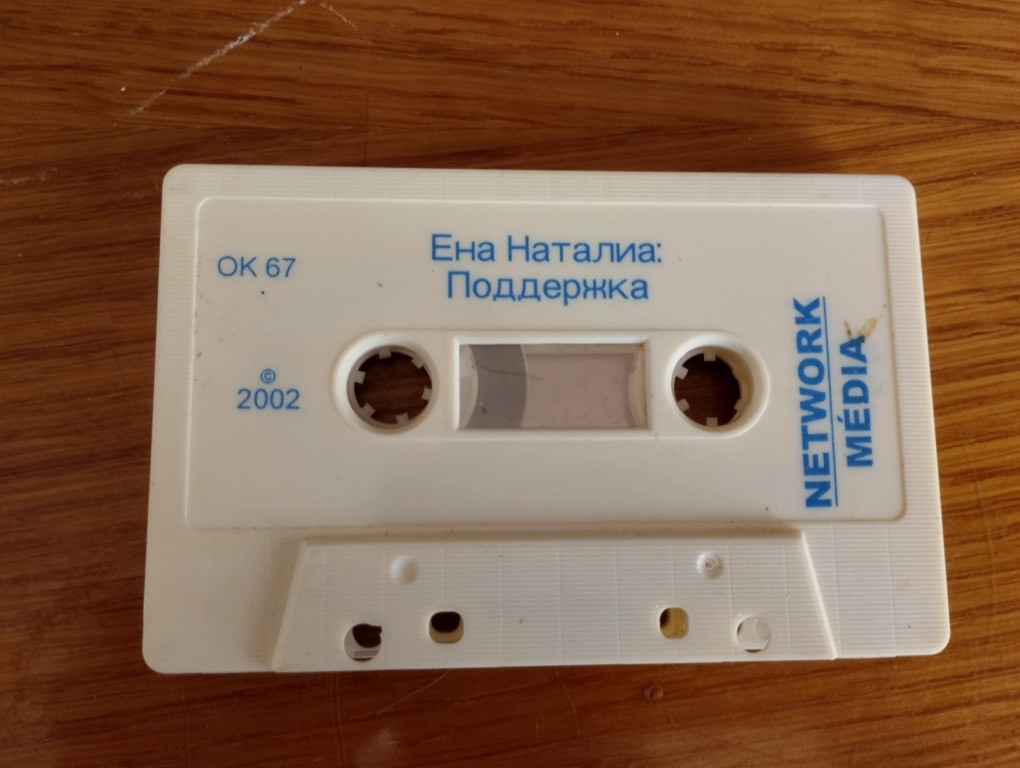 Ена Наталиа:
Поддержка
OK 67
©
2002
NETWORK
MÉDIA